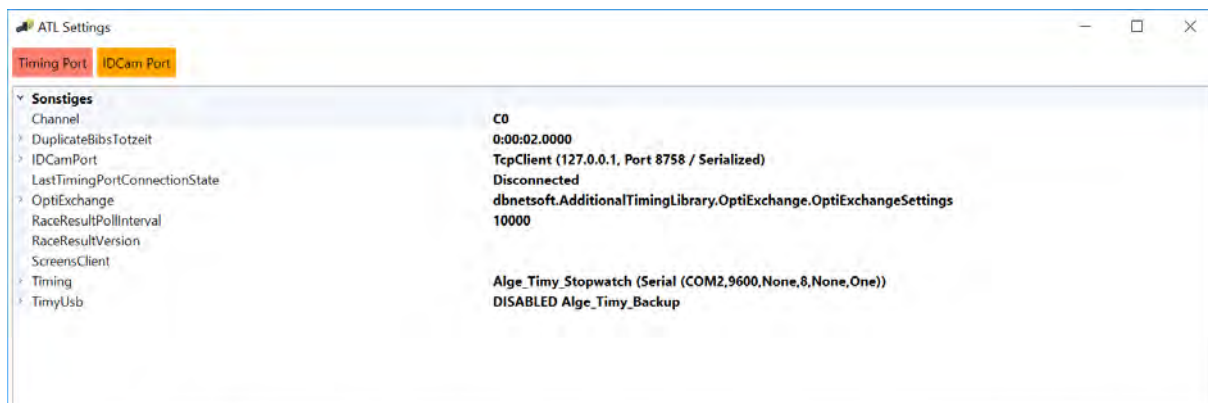 ATL Settings
Timing Port IDCam Port
Sonstiges
Channel C0
DuplicateBibsTotzeit 0:00:02.0000
IDCamPort TcpClient (127.0.0.1, Port 8758 / Serialized)
LastTimingPortConnectionState Disconnected
OptiExchange dbnetsoft.AdditionalTimingLibrary.OptiExchange.OptiExchangeSettings
RaceResultPollInterval 10000
RaceResultVersion
ScreensClient
Timing Alge_Timy_Stopwatch (Serial (COM2,9600,None,8,None,One))
TimyUsb DISABLED Alge_Timy_Backup